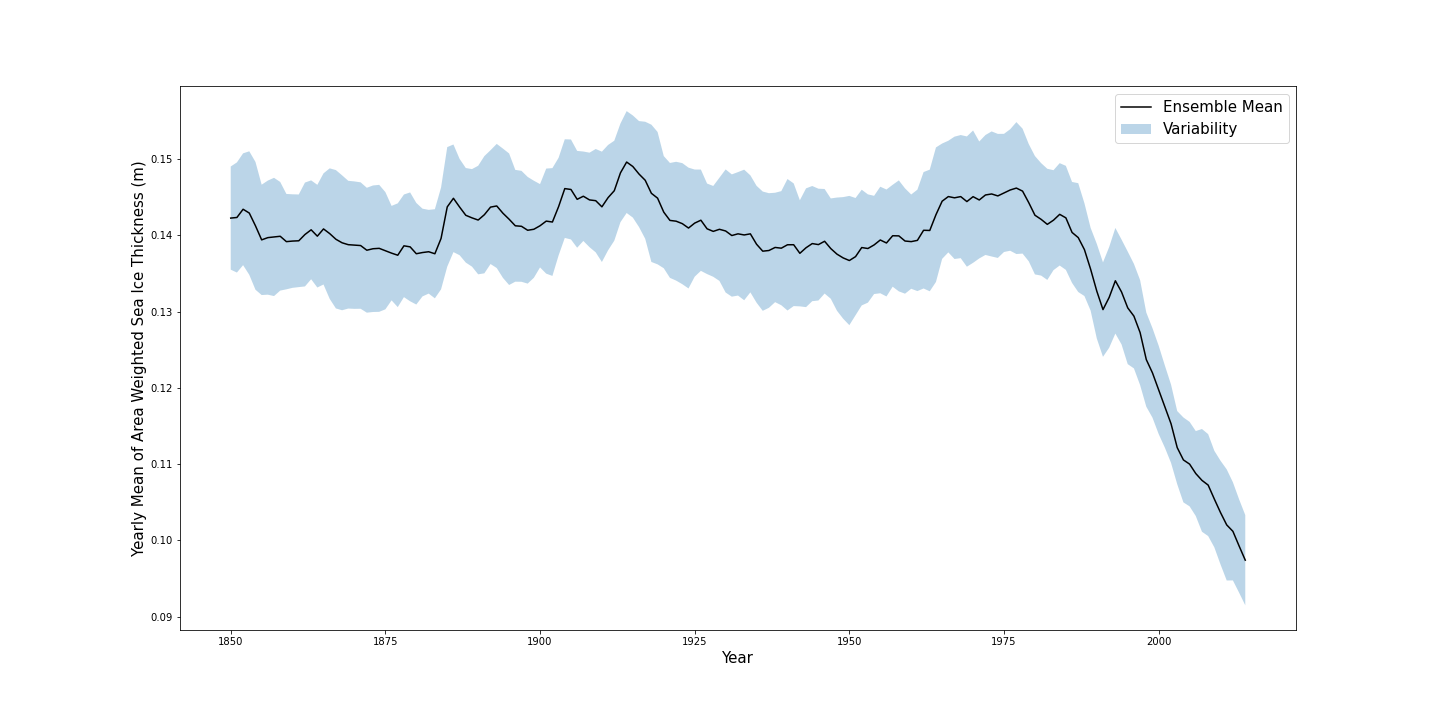 Ensemble Mean
Variability
Yearly Mean of Area Weighted Sea Ice Thickness (m)
0.15
0.14
0.13
0.12
0.11
0.10
0.09
1850 1875 1900 1925 1950 1975 2000
Year